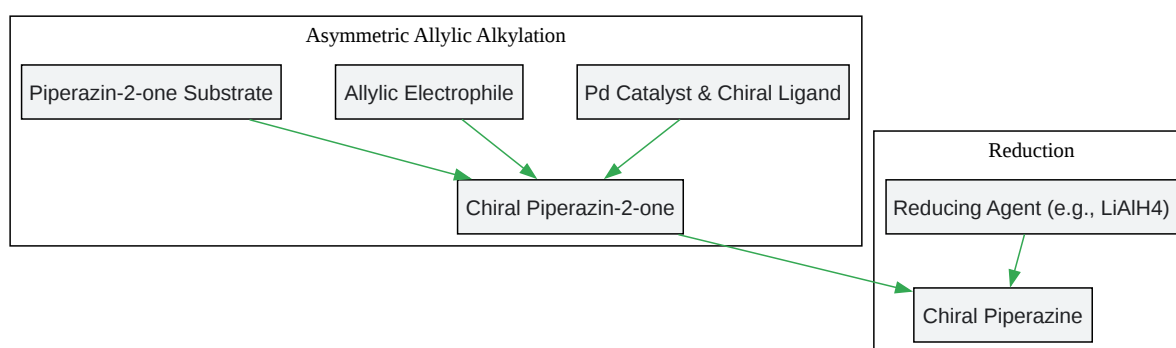 Asymmetric Allylic Alkylation
Piperazin-2-one Substrate
Allylic Electrophile
Pd Catalyst & Chiral Ligand
Chiral Piperazin-2-one
Reduction
Reducing Agent (e.g., LiAlH4)
Chiral Piperazine